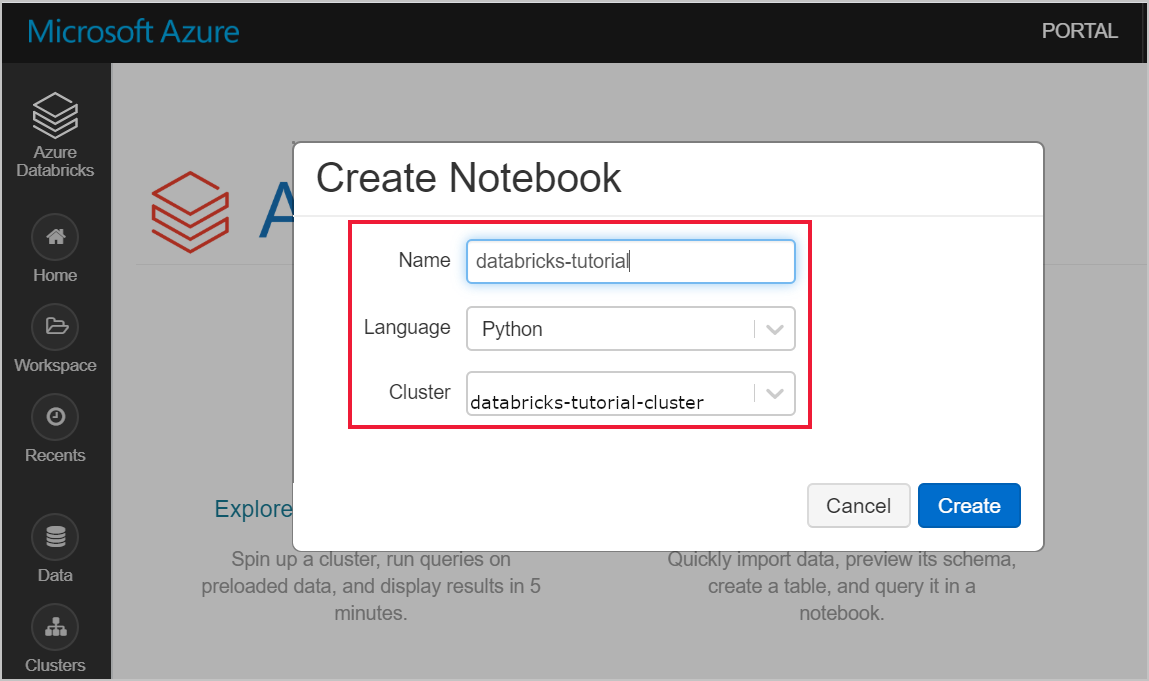 Microsoft Azure
PORTAL
Azure
Databricks
Home
Workspace
Recents
Data
Clusters
A
Create Notebook
Name databricks-tutorial
Language Python
Cluster databricks-tutorial-cluster
Cancel Create
Explore
Spin up a cluster, run queries on
preloaded data, and display results in 5
minutes.
Quickly import data, preview its schema,
create a table, and query it in a
notebook.